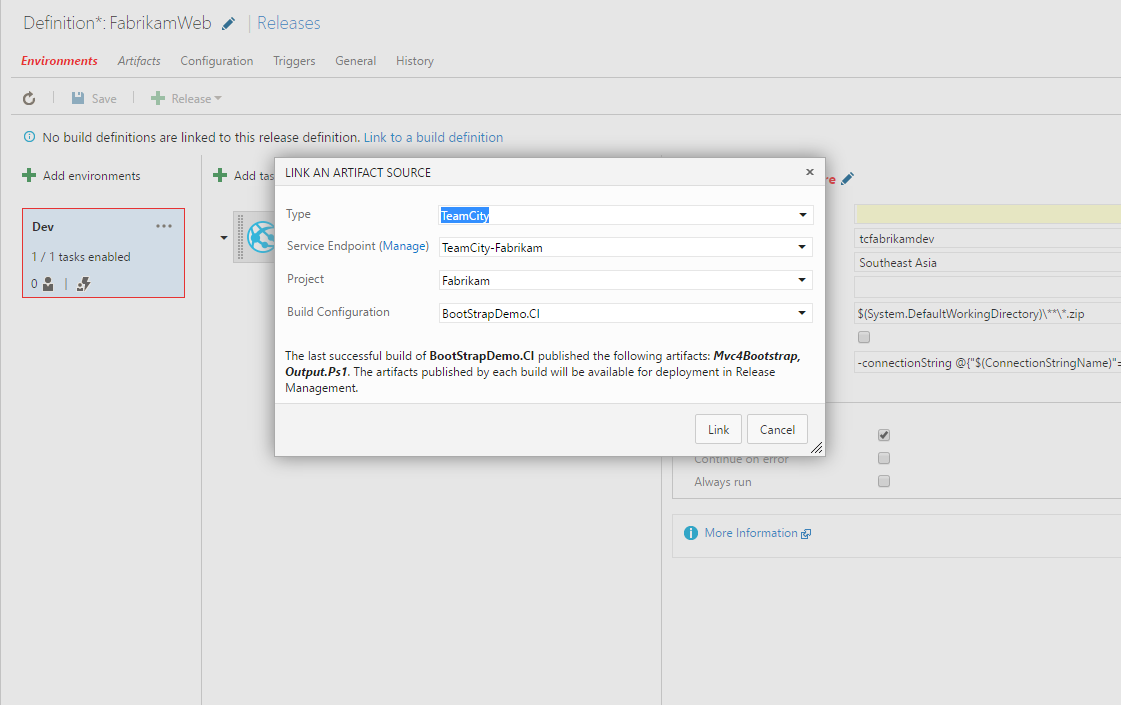 Definition*: FabrikamWeb | Releases
Environments Artifacts Configuration Triggers General History
Save Release
No build definitions are linked to this release definition. Link to a build definition
Add environments
Add tas
re
LINK AN ARTIFACT SOURCE
Dev
1 / 1 tasks enabled
0
Type TeamCity
Service Endpoint (Manage) TeamCity-Fabrikam
Project Fabrikam
Build Configuration BootStrapDemo.CI
The last successful build of BootStrapDemo.CI published the following artifacts: Mvc4Bootstrap,
Output.Ps1. The artifacts published by each build will be available for deployment in Release
Management.
Link Cancel
tcfabrikamdev
Southeast Asia
$(System.DefaultWorkingDirectory)\**\*.zip
-connectionString @{"$(ConnectionStringName)"=
Continue on error
Always run
More Information